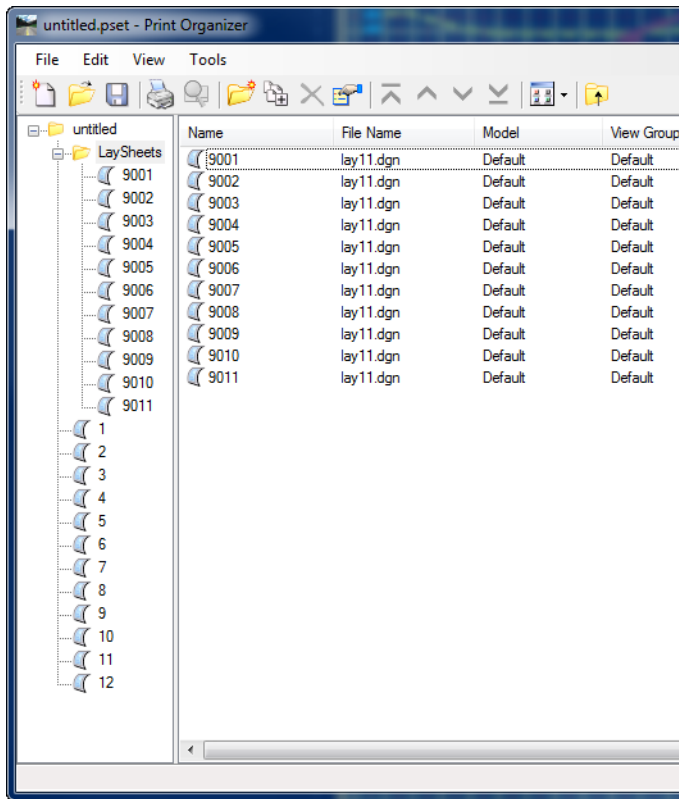 untitled.pset - Print Organizer
File Edit View Tools
untitled
LaySheets
9001
9002
9003
9004
9005
9006
9007
9008
9009
9010
9011
1
2
3
4
5
6
7
8
9
10
11
12
Name File Name Model View Group
9001 lay11.dgn Default Default
9002 lay11.dgn Default Default
9003 lay11.dgn Default Default
9004 lay11.dgn Default Default
9005 lay11.dgn Default Default
9006 lay11.dgn Default Default
9007 lay11.dgn Default Default
9008 lay11.dgn Default Default
9009 lay11.dgn Default Default
9010 lay11.dgn Default Default
9011 lay11.dgn Default Default